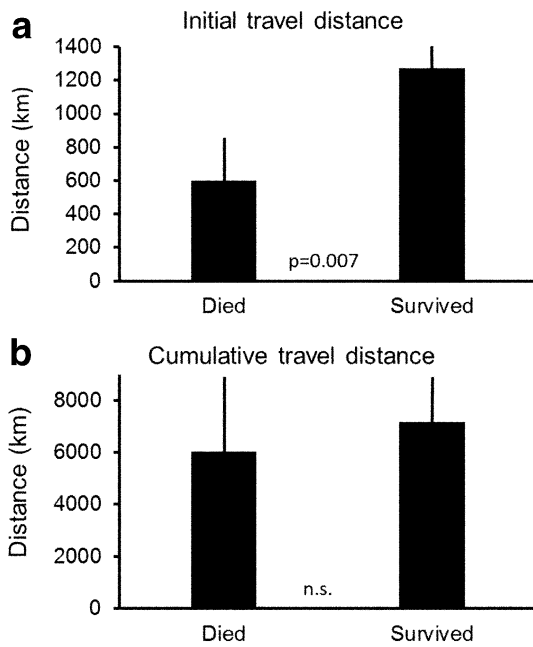 a
Initial travel distance
Distance (km)
1400
1200
1000
800
600
400
200
0
p=0.007
Died
Survived
b
Cumulative travel distance
Distance (km)
8000
6000
4000
2000
0
n.s.
Died
Survived